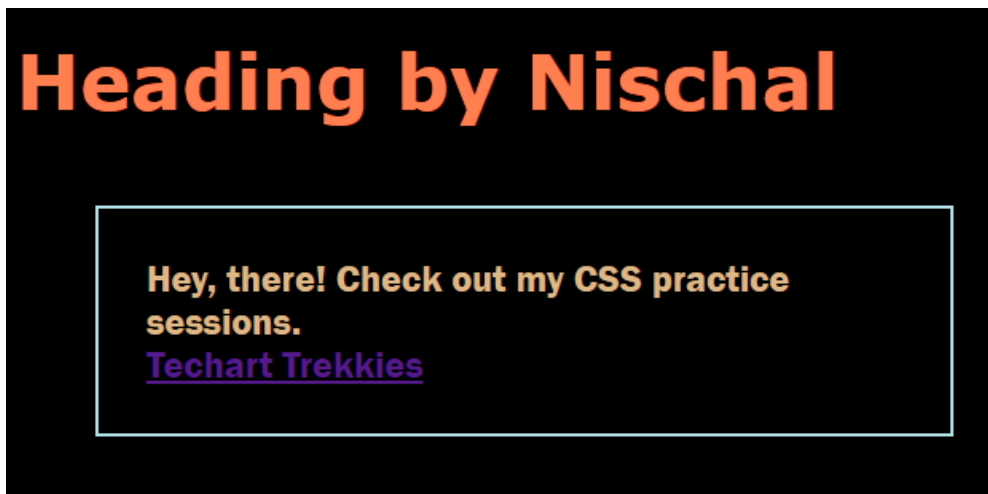 Heading by Nischal
Hey, there! Check out my CSS practice
sessions.
Techart Trekkies